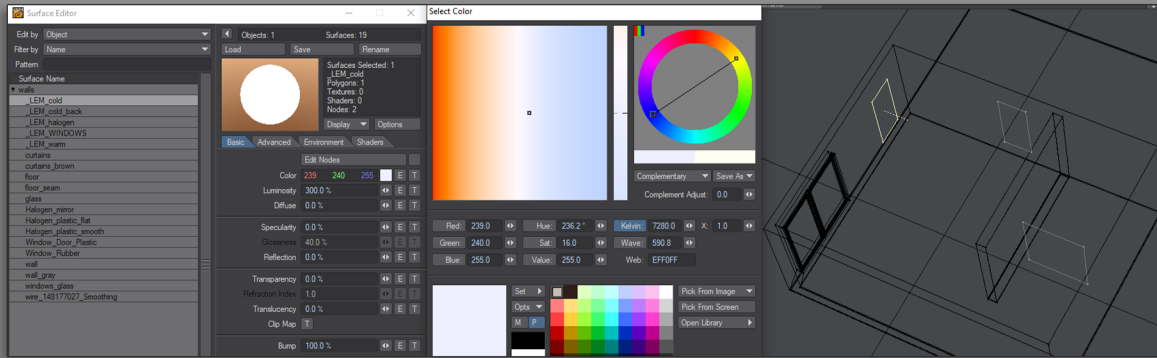 Surface Editor
Edit by Object
Filter by Name
Pattern
Surface Name
walls
_LEM_cold
_LEM_cold_back
_LEM_halogen
_LEM_WINDOWS
_LEM_warm
curtains
curtains_brown
floor
floor_seam
glass
Halogen_mirror
Halogen_plastic_flat
Halogen_plastic_smooth
Window_Door_Plastic
Window_Rubber
wall
wall_gray
windows_glass
wire_148177027_Smoothing
Objects: 1 Surfaces: 19
Load Save Rename
Surfaces Selected: 1
_LEM_cold
Polygons: 1
Textures: 0
Shaders: 0
Nodes: 2
Display Options
Basic Advanced Environment Shaders
Edit Nodes
Color 239 240 255 E T
Luminosity 300.0 % E T
Diffuse 0.0 % E T
Specularity 0.0 % E T
Glossiness 40.0 % E T
Reflection 0.0 % E T
Transparency 0.0 % E T
Refraction Index 1.0 E T
Translucency 0.0 % E T
Clip Map T
Bump 100.0 % E T
Select Color
Complementary Save As
Complement Adjust: 0.0
Red: 239.0 Hue: 236.2 ° Kelvin: 7280.0 X: 1.0
Green: 240.0 Sat: 16.0 Wave: 590.8
Blue: 255.0 Value: 255.0 Web: EFF0FF
Set Pick From Image
Opts Pick From Screen
M P Open Library